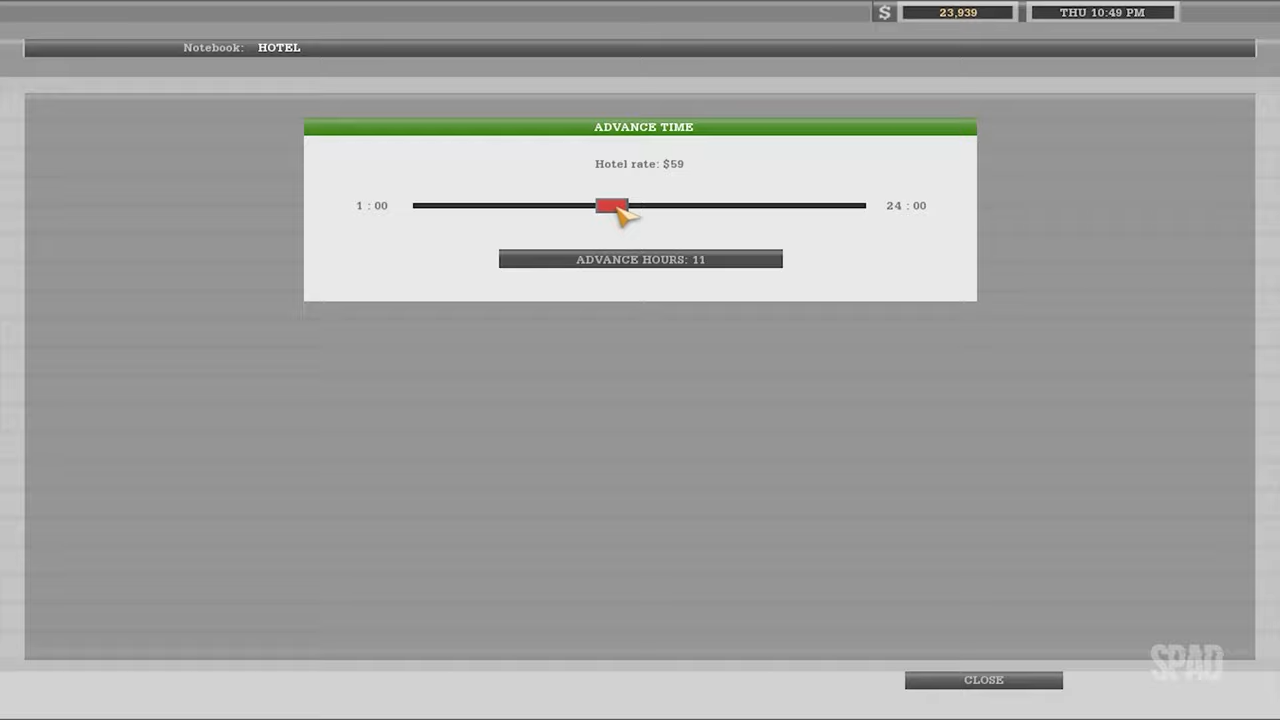 $ 23,939 THU 10:49 PM
Notebook: HOTEL
ADVANCE TIME
Hotel rate: $59
1 : 00 24 : 00
ADVANCE HOURS: 11
SPAD
CLOSE